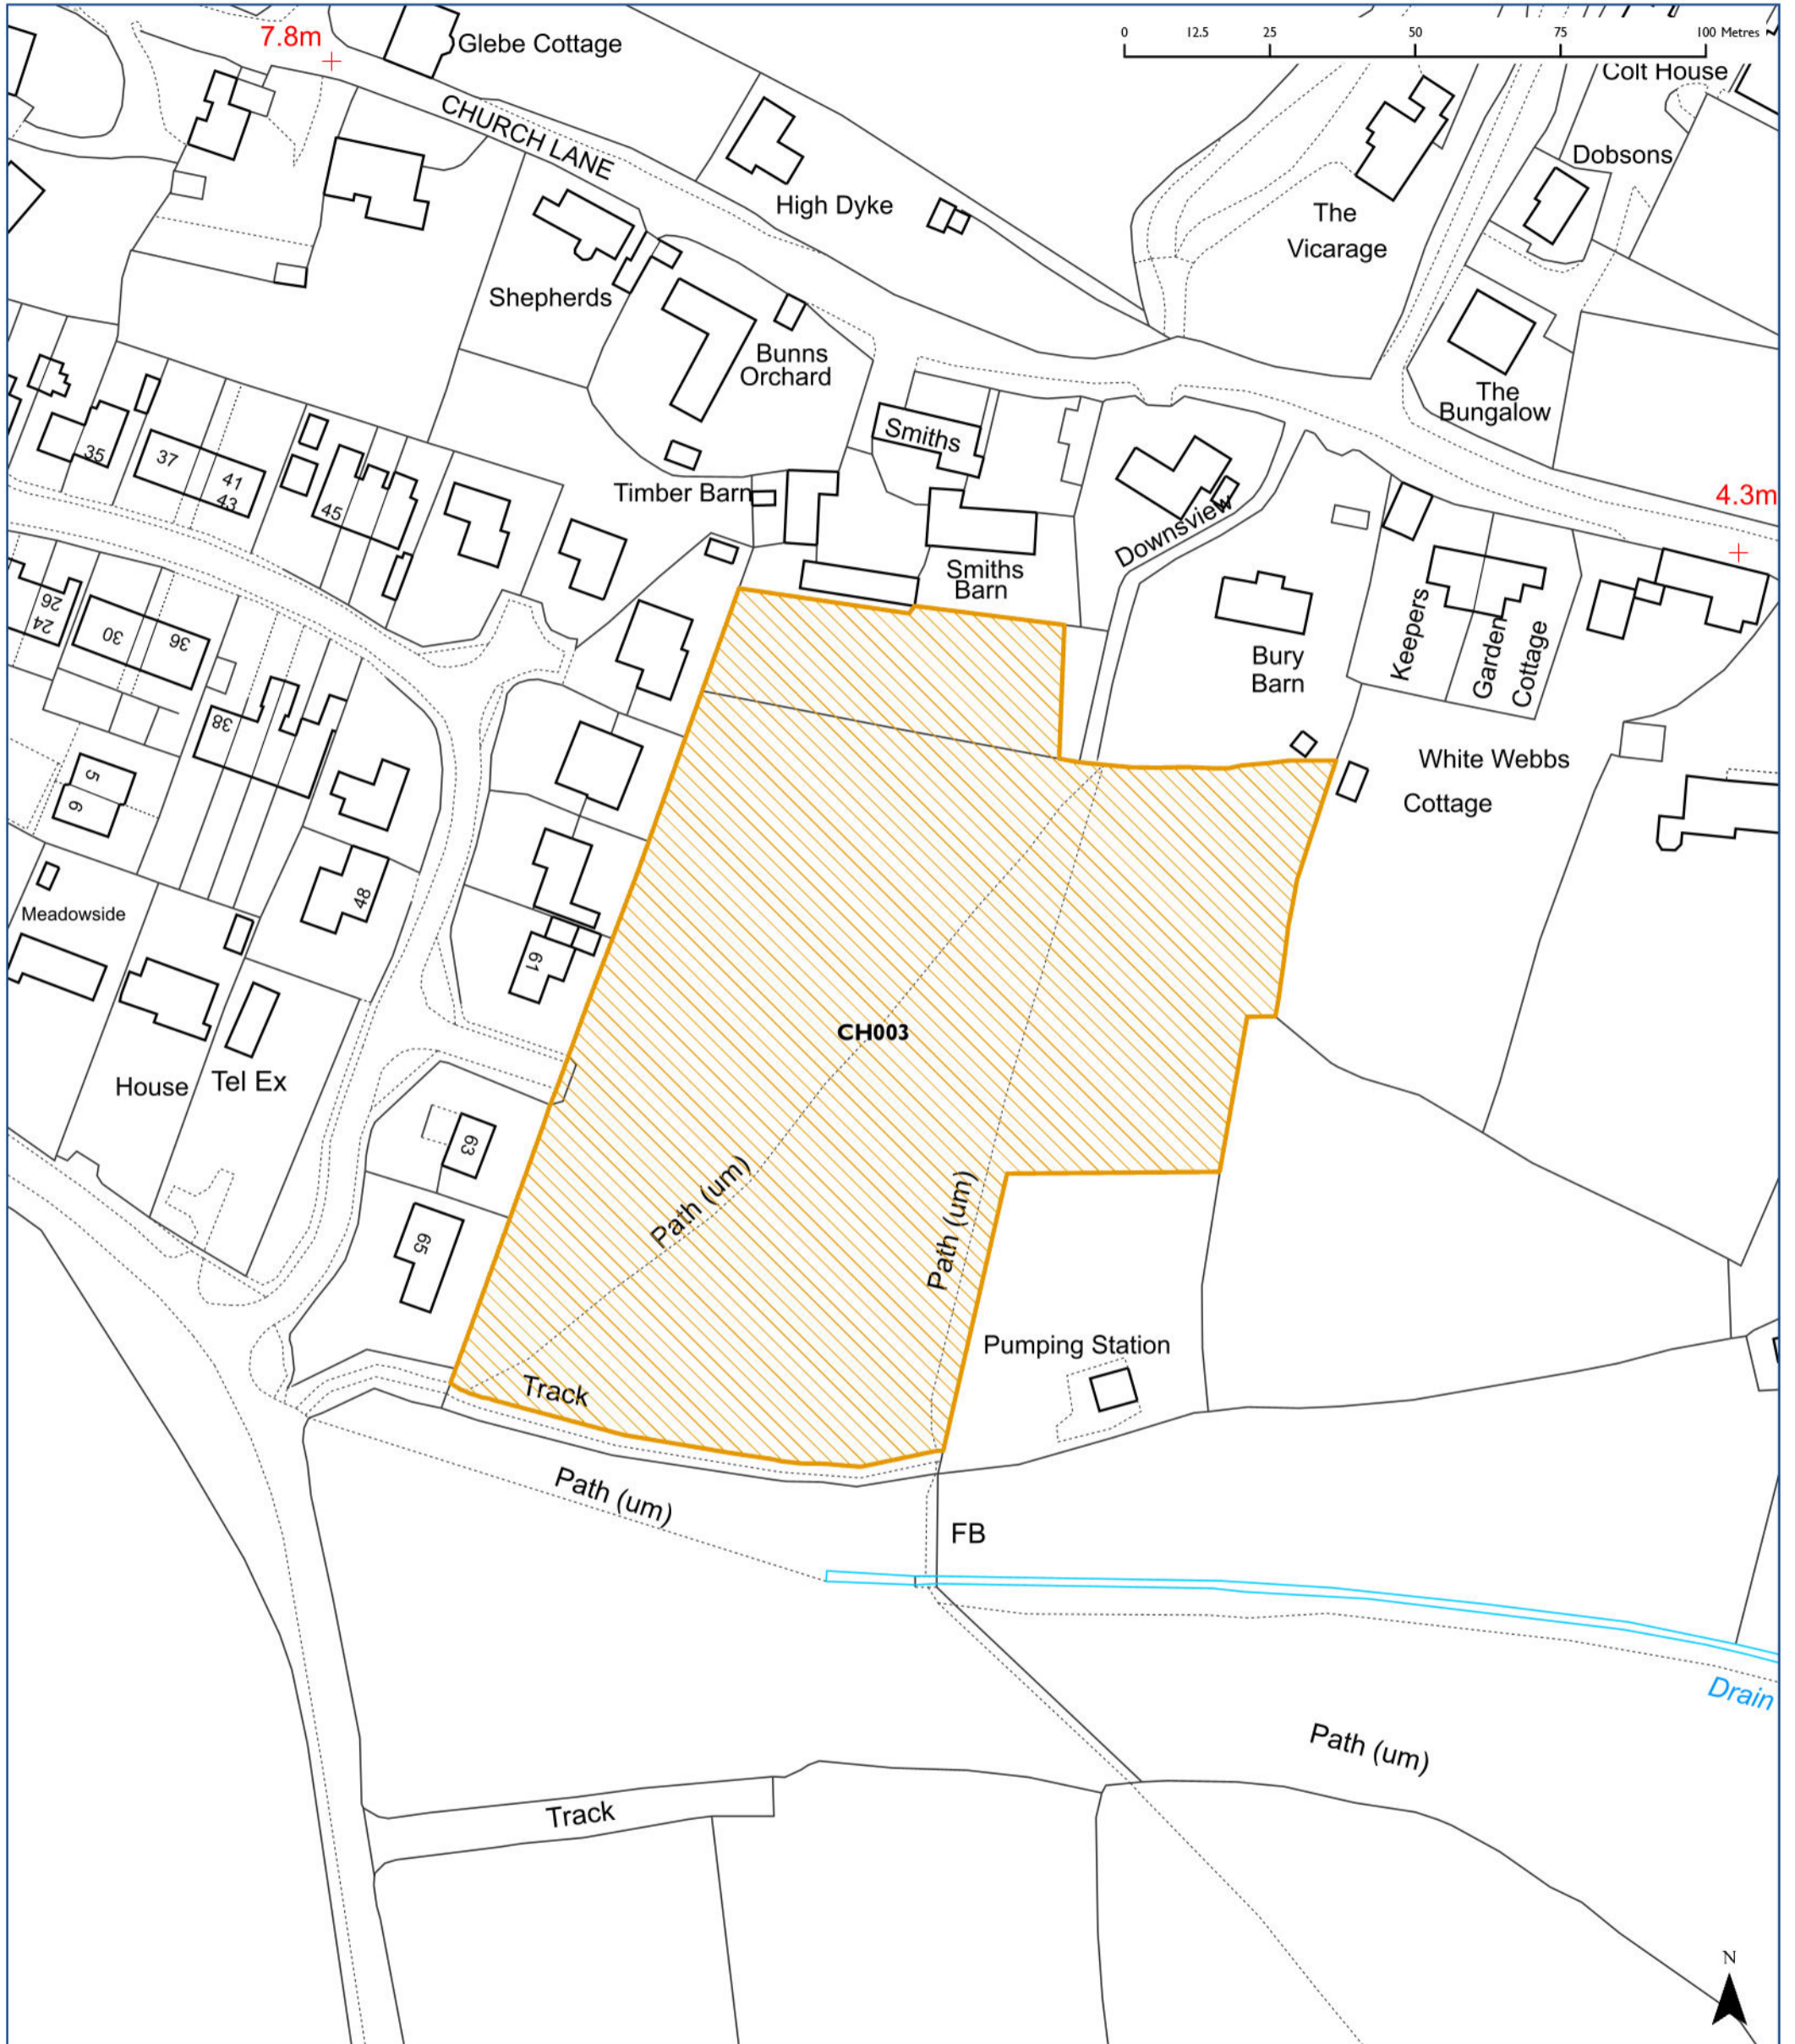 7.8m
Glebe Cottage
0 12.5 25 50 75 100 Metres
Colt House
CHURCH LANE
Dobsons
High Dyke
The
Vicarage
Shepherds
Bunns
Orchard
The
Bungalow
Smiths
35
37
41
43
45
Timber Barn
4.3m
Downsview
Smiths
Barn
26
24
30
36
Keepers
Garden
Cottage
Bury
Barn
38
White Webbs
Cottage
5
6
48
Meadowside
61
CH003
House
Tel Ex
63
Path (um)
Path (um)
65
Pumping Station
Track
Path (um)
FB
Drain
Path (um)
Track
N